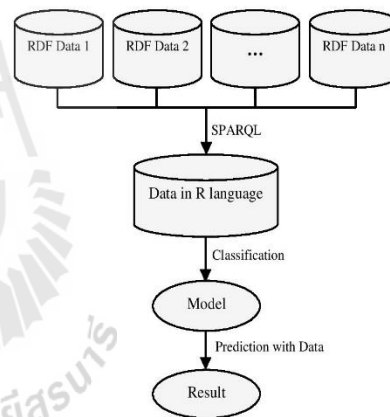 RDF Data 1
RDF Data 2
...
RDF Data n
SPARQL
Data in R language
Classification
Model
Prediction with Data
Result